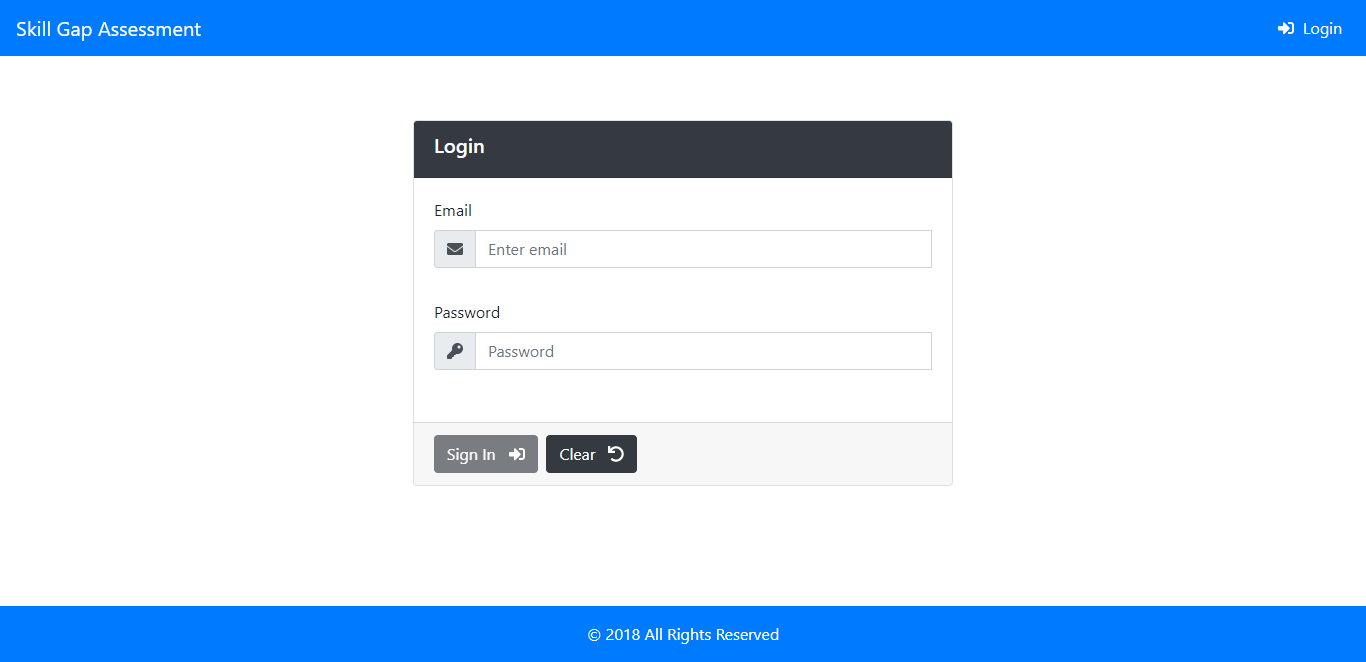 Skill Gap Assessment
Login
Login
Email
Enter email
Password
Password
Sign In
Clear
© 2018 All Rights Reserved